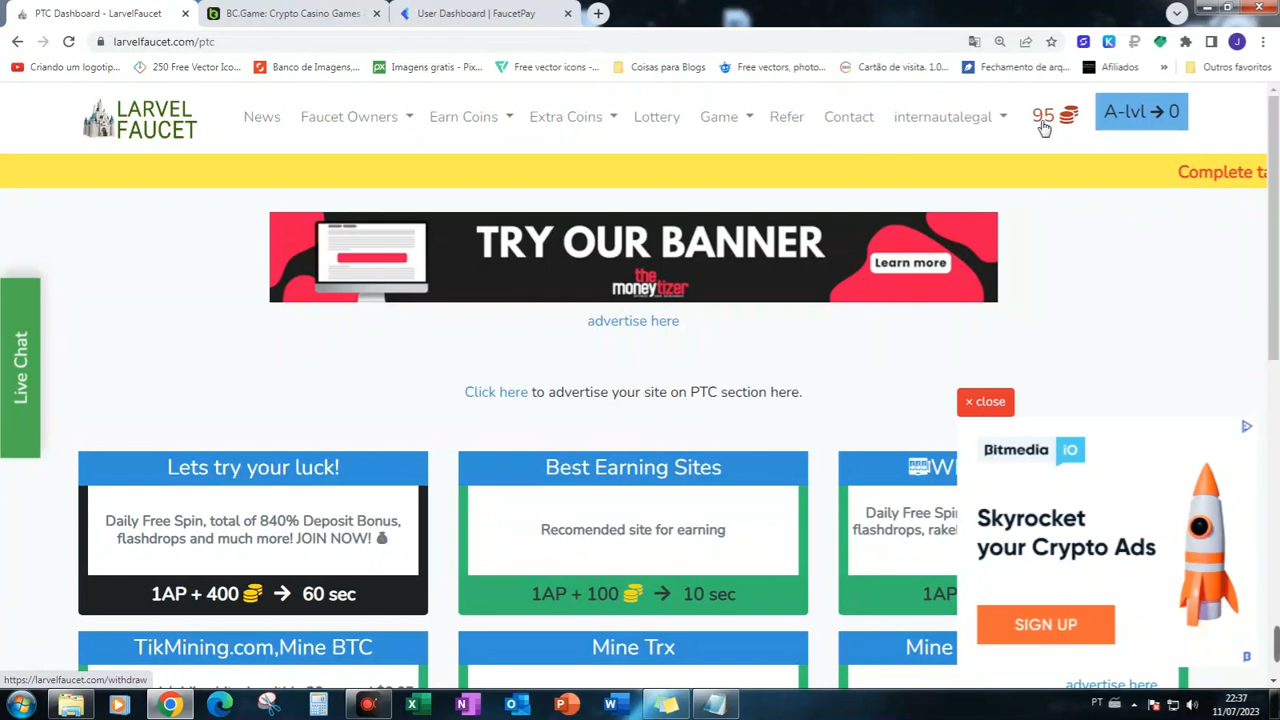 PTC Dashboard - LarvelFaucet
BC.Game: Crypto Casino Games
User Dashboard | FaucetPay
larvelfaucet.com/ptc
Criando um logotip...
250 Free Vector Ico...
Banco de Imagens,...
Imagens gratis - Pix...
Free vector icons -...
Coisas para Blogs
Free vectors, photo...
Cartão de visita. 1.0...
Fechamento de arq...
Afiliados
»
Outros favoritos
LARVEL
FAUCET
News
Faucet Owners
Earn Coins
Extra Coins
Lottery
Game
Refer
Contact
internautalegal
95
A-lvl → 0
Complete ta
TRY OUR BANNER
the
moneytizer
Learn more
advertise here
Live Chat
Click here to advertise your site on PTC section here.
× close
Bitmedia IO
Skyrocket
your Crypto Ads
SIGN UP
Lets try your luck!
Daily Free Spin, total of 840% Deposit Bonus,
flashdrops and much more! JOIN NOW!
1AP + 400 → 60 sec
Best Earning Sites
Recomended site for earning
1AP + 100 → 10 sec
Daily Free Spin
flashdrops, rake
1AP
TikMining.com,Mine BTC
Mine Trx
Mine
advertise here
https://larvelfaucet.com/withdraw
PT
22:37
11/07/2023